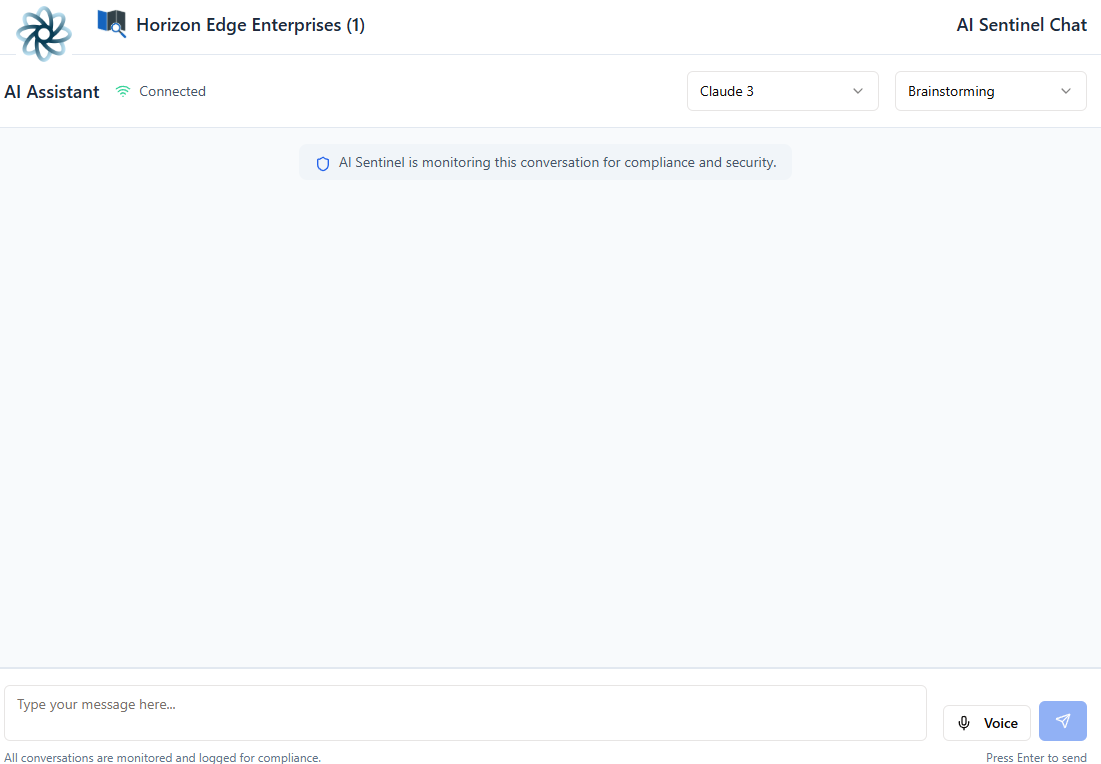 Horizon Edge Enterprises (1)
AI Sentinel Chat
AI Assistant
Connected
Claude 3
Brainstorming
AI Sentinel is monitoring this conversation for compliance and security.
Type your message here...
Voice
All conversations are monitored and logged for compliance.
Press Enter to send